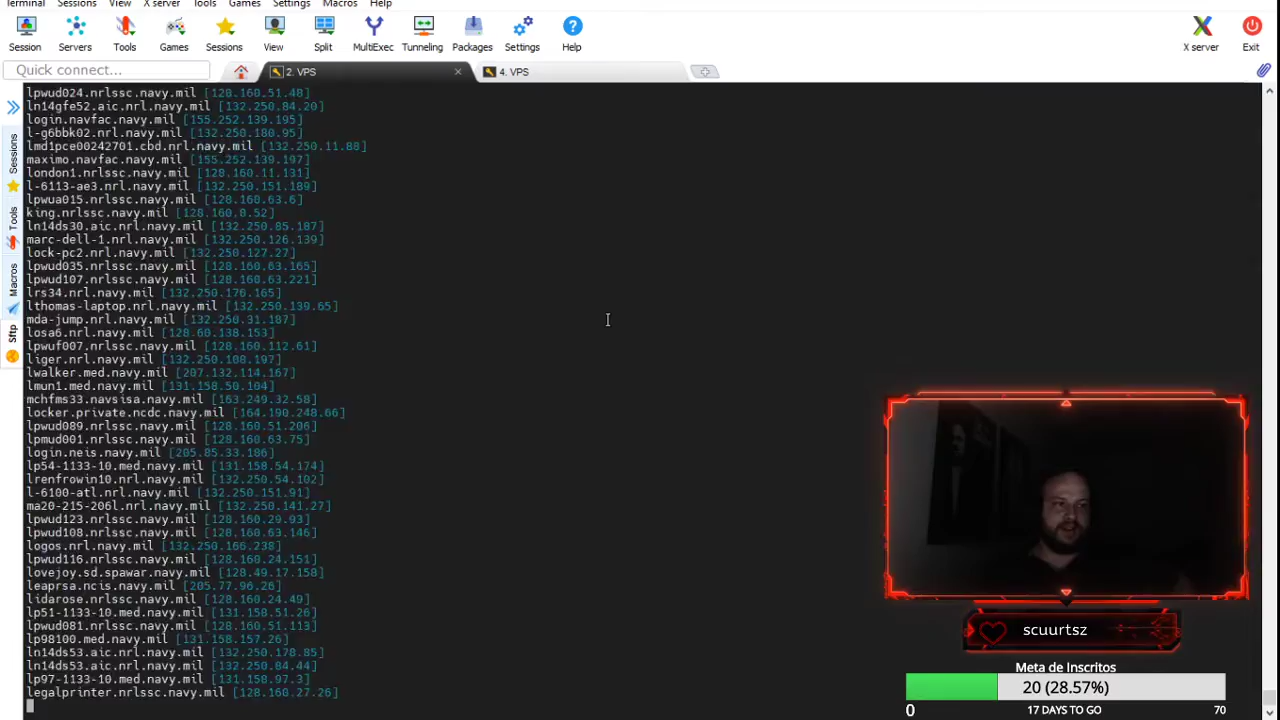 Terminal Sessions View X server Tools Games Settings Macros Help
Session Servers Tools Games Sessions View Split MultiExec Tunneling Packages Settings Help X server Exit
Quick connect...
2. VPS
4. VPS
Sessions
Tools
Macros
Sftp
lpwud024.nrlssc.navy.mil [128.160.51.48]
ln14gfe52.aic.nrl.navy.mil [132.250.84.20]
login.navfac.navy.mil [155.252.139.195]
l-g6bbk02.nrl.navy.mil [132.250.180.95]
lmd1pce00242701.cbd.nrl.navy.mil [132.250.11.88]
maximo.navfac.navy.mil [155.252.139.197]
london1.nrlssc.navy.mil [128.160.11.131]
l-6113-ae3.nrl.navy.mil [132.250.151.189]
lpwua015.nrlssc.navy.mil [128.160.63.6]
king.nrlssc.navy.mil [128.160.8.52]
ln14ds30.aic.nrl.navy.mil [132.250.85.187]
marc-dell-1.nrl.navy.mil [132.250.126.139]
lock-pc2.nrl.navy.mil [132.250.127.27]
lpwud035.nrlssc.navy.mil [128.160.63.165]
lpwud107.nrlssc.navy.mil [128.160.63.221]
lrs34.nrl.navy.mil [132.250.176.165]
lthomas-laptop.nrl.navy.mil [132.250.139.65]
mda-jump.nrl.navy.mil [132.250.31.187]
losa6.nrl.navy.mil [128.60.138.153]
lpwuf007.nrlssc.navy.mil [128.160.112.61]
liger.nrl.navy.mil [132.250.108.197]
lwalker.med.navy.mil [207.132.114.167]
lmun1.med.navy.mil [131.158.50.104]
mchfms33.navsisa.navy.mil [163.249.32.58]
locker.private.ncdc.navy.mil [164.190.248.66]
lpwud089.nrlssc.navy.mil [128.160.51.206]
lpmud001.nrlssc.navy.mil [128.160.63.75]
login.neis.navy.mil [205.85.33.186]
lp54-1133-10.med.navy.mil [131.158.54.174]
lrenfrowin10.med.navy.mil [131.158.54.102]
l-6100-atl.nrl.navy.mil [132.250.151.91]
ma20-215-206l.nrl.navy.mil [132.250.141.27]
lpwud123.nrlssc.navy.mil [128.160.29.93]
lpwud108.nrlssc.navy.mil [128.160.63.146]
logos.nrl.navy.mil [132.250.166.238]
lpwud116.nrlssc.navy.mil [128.160.24.151]
lovejoy.sd.spawar.navy.mil [128.49.17.158]
leaprsa.ncis.navy.mil [205.77.96.26]
lidarose.nrlssc.navy.mil [128.160.24.49]
lp51-1133-10.med.navy.mil [131.158.51.26]
lpwud081.nrlssc.navy.mil [128.160.51.113]
lp98100.med.navy.mil [131.158.157.26]
ln14ds53.aic.nrl.navy.mil [132.250.178.85]
ln14ds53.aic.nrl.navy.mil [132.250.84.44]
lp97-1133-10.med.navy.mil [131.158.97.3]
legalprinter.nrlssc.navy.mil [128.160.27.26]
scuurtsz
Meta de Inscritos
20 (28.57%)
0 17 DAYS TO GO 70